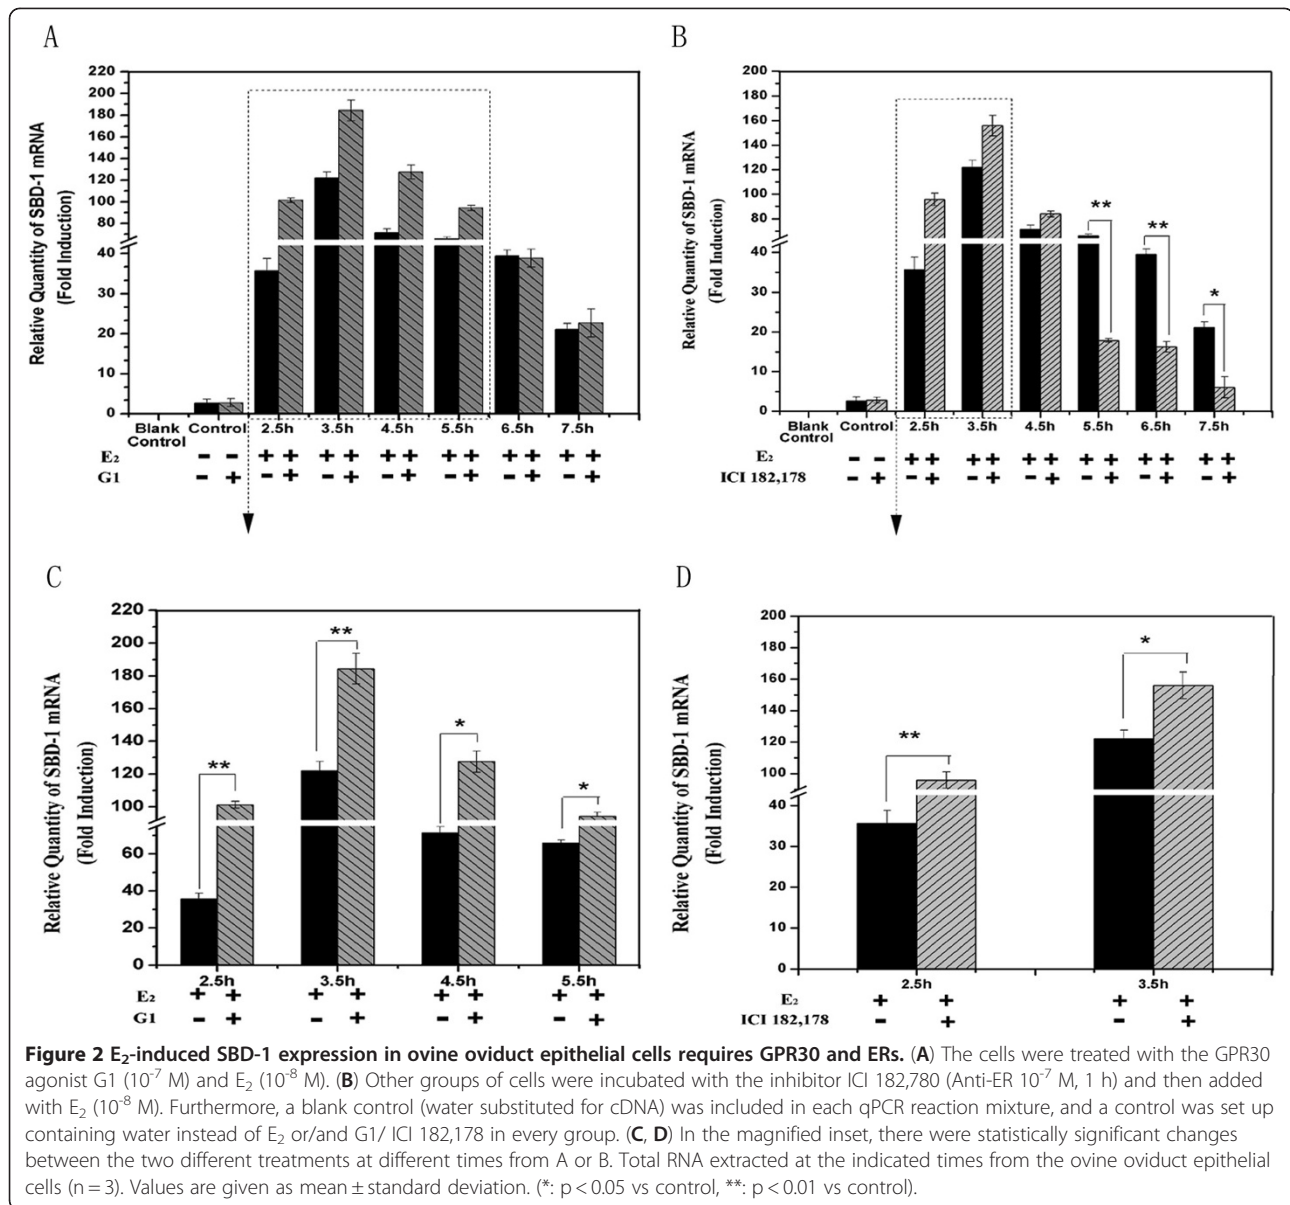 A
Relative Quantity of SBD-1 mRNA
(Fold Induction)
220
200
180
160
140
120
100
80
60
40
40
30
20
10
0
Blank Control
Control
2.5h
3.5h
4.5h
5.5h
6.5h
7.5h
E₂ - - + + + + + + + + + + + +
G1 - + - + - + - + - + - + - +
B
Relative Quantity of SBD-1 mRNA
(Fold Induction)
200
180
160
140
120
100
80
60
40
30
20
10
0
** ** *
Blank Control
Control
2.5h
3.5h
4.5h
5.5h
6.5h
7.5h
E₂ - - + + + + + + + + + + + +
ICI 182,178 - + - + - + - + - + - + - +
C
Relative Quantity of SBD-1 mRNA
(Fold Induction)
220
200
180
160
140
120
100
60
40
20
0
** ** * *
2.5h 3.5h 4.5h 5.5h
E₂ + + + + + + + +
G1 - + - + - + - +
D
Relative Quantity of SBD-1 mRNA
(Fold Induction)
200
180
160
140
120
100
40
30
20
10
0
** *
2.5h 3.5h
E₂ + + + +
ICI 182,178 - + - +
Figure 2 E₂-induced SBD-1 expression in ovine oviduct epithelial cells requires GPR30 and ERs. (A) The cells were treated with the GPR30
agonist G1 (10⁻⁷ M) and E₂ (10⁻⁸ M). (B) Other groups of cells were incubated with the inhibitor ICI 182,780 (Anti-ER 10⁻⁷ M, 1 h) and then added
with E₂ (10⁻⁸ M). Furthermore, a blank control (water substituted for cDNA) was included in each qPCR reaction mixture, and a control was set up
containing water instead of E₂ or/and G1/ ICI 182,178 in every group. (C, D) In the magnified inset, there were statistically significant changes
between the two different treatments at different times from A or B. Total RNA extracted at the indicated times from the ovine oviduct epithelial
cells (n = 3). Values are given as mean ± standard deviation. (*: p < 0.05 vs control, **: p < 0.01 vs control).